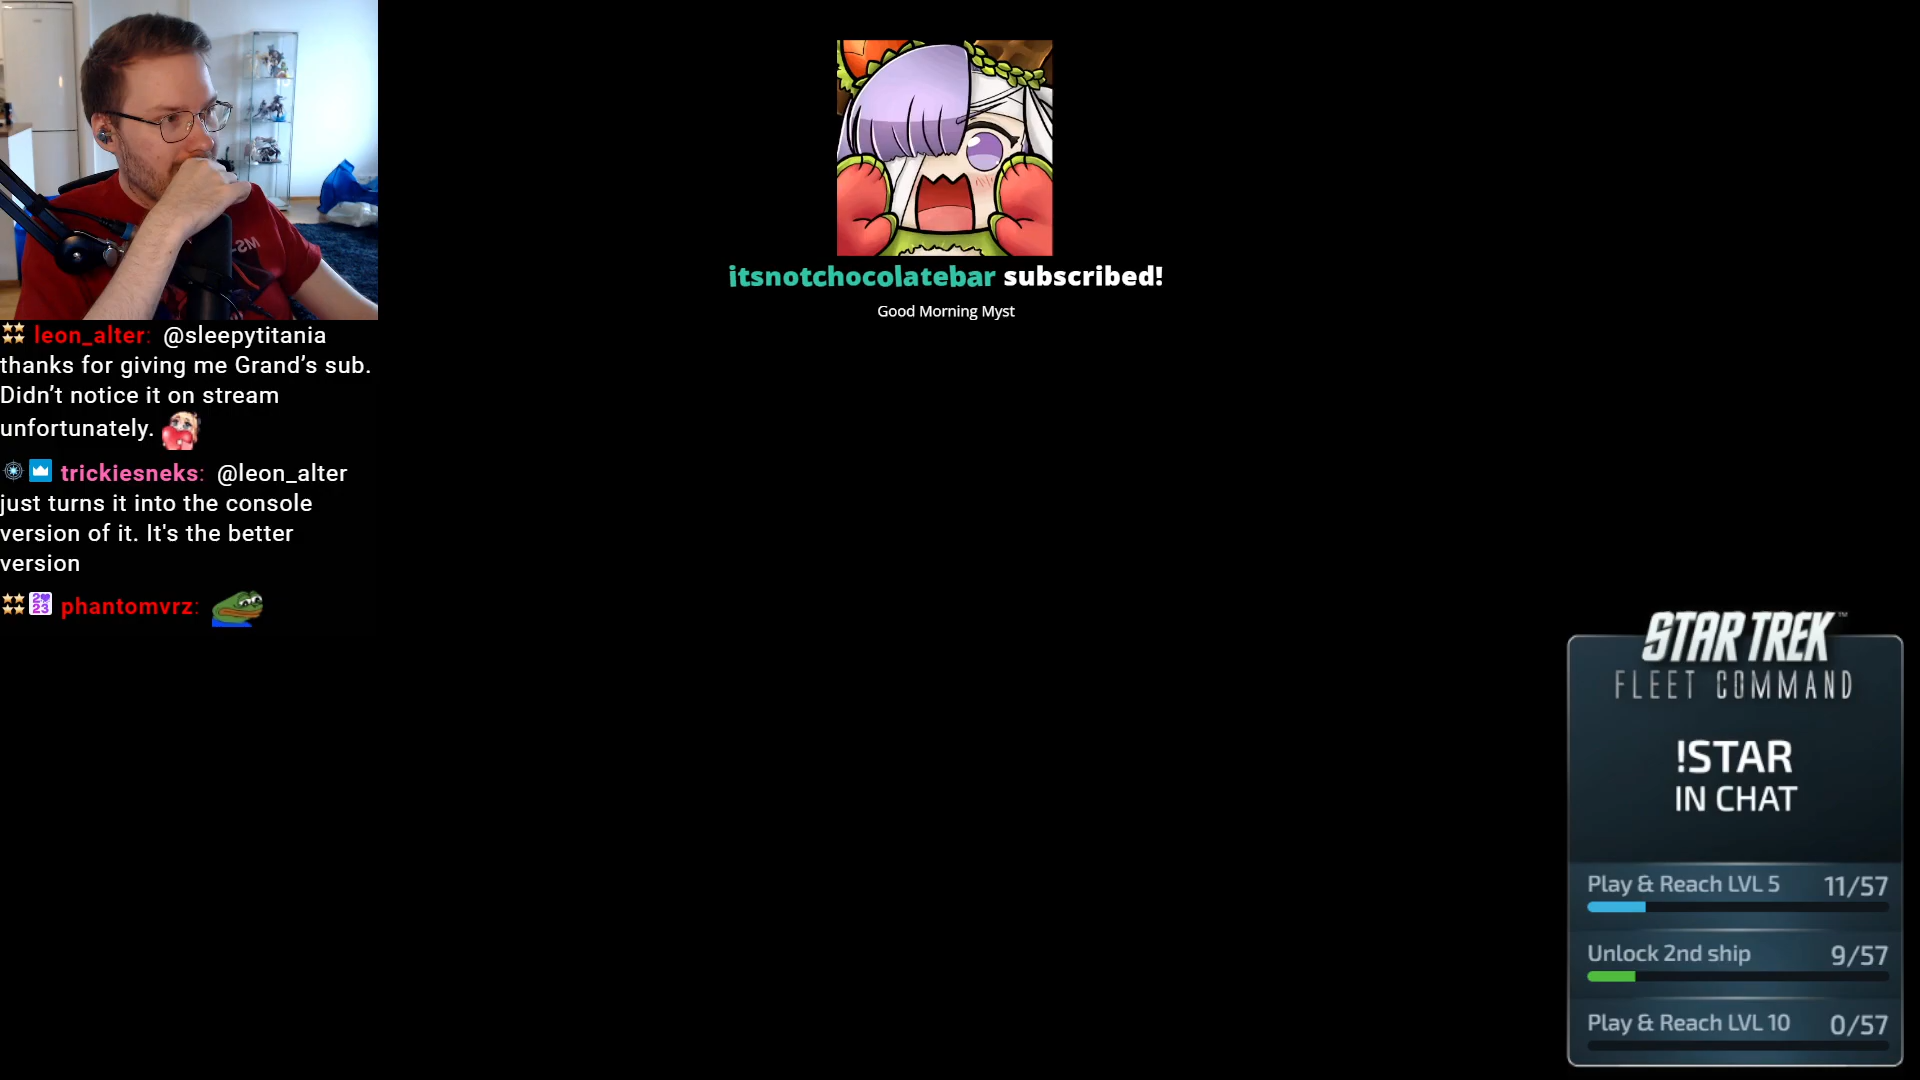 itsnotchocolatebar subscribed!
Good Morning Myst
leon_alter: @sleepytitania
thanks for giving me Grand’s sub.
Didn’t notice it on stream
unfortunately.
trickiesneks: @leon_alter
just turns it into the console
version of it. It's the better
version
phantomvrz:
STAR TREK™
FLEET COMMAND
!STAR
IN CHAT
Play & Reach LVL 5 11/57
Unlock 2nd ship 9/57
Play & Reach LVL 10 0/57